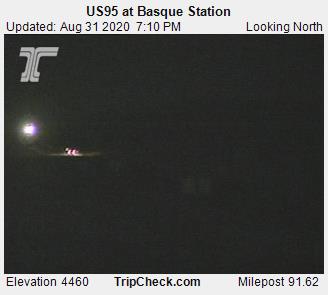 US95 at Basque Station
Updated: Aug 31 2020 7:10 PM Looking North
Elevation 4460 TripCheck.com Milepost 91.62